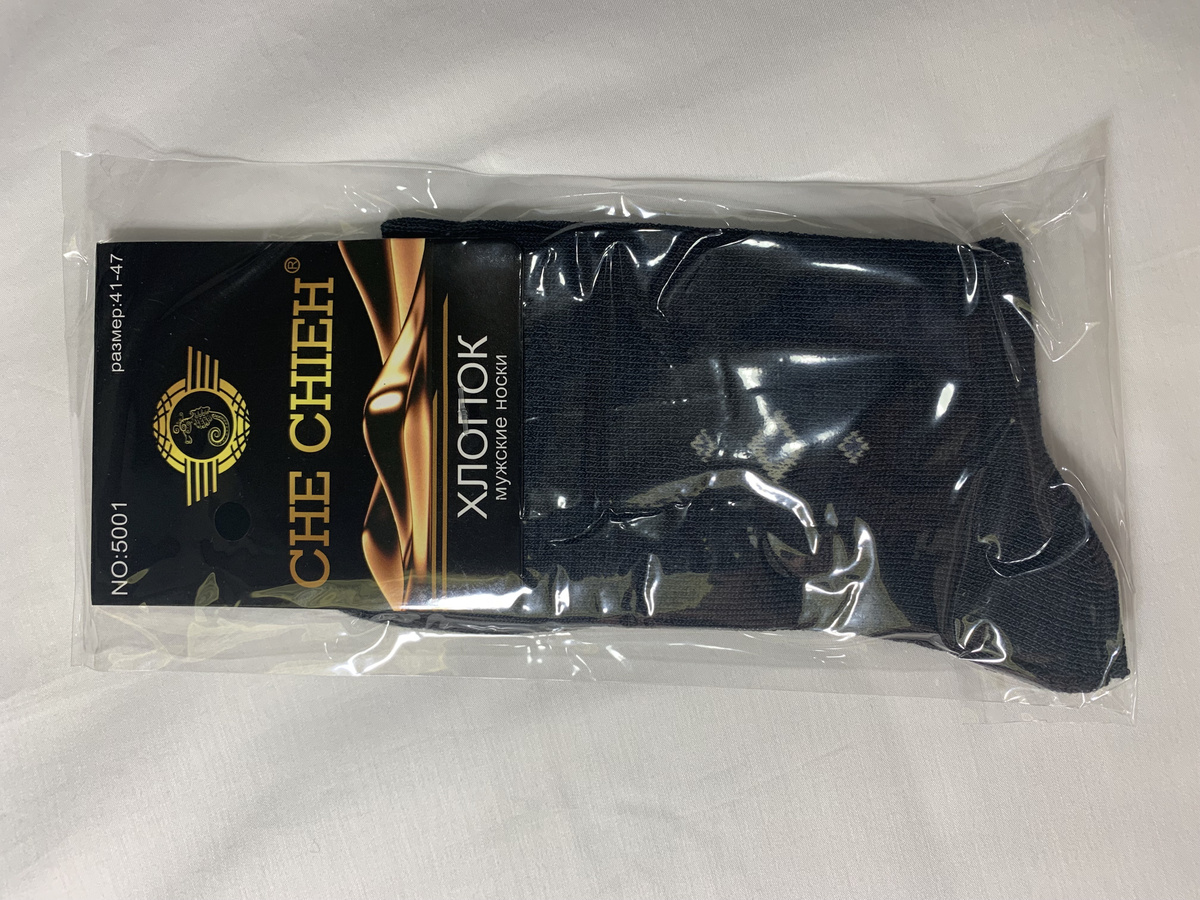 NO:5001 размер:41-47
CHE CHIEH®
ХЛОПОК
мужские носки